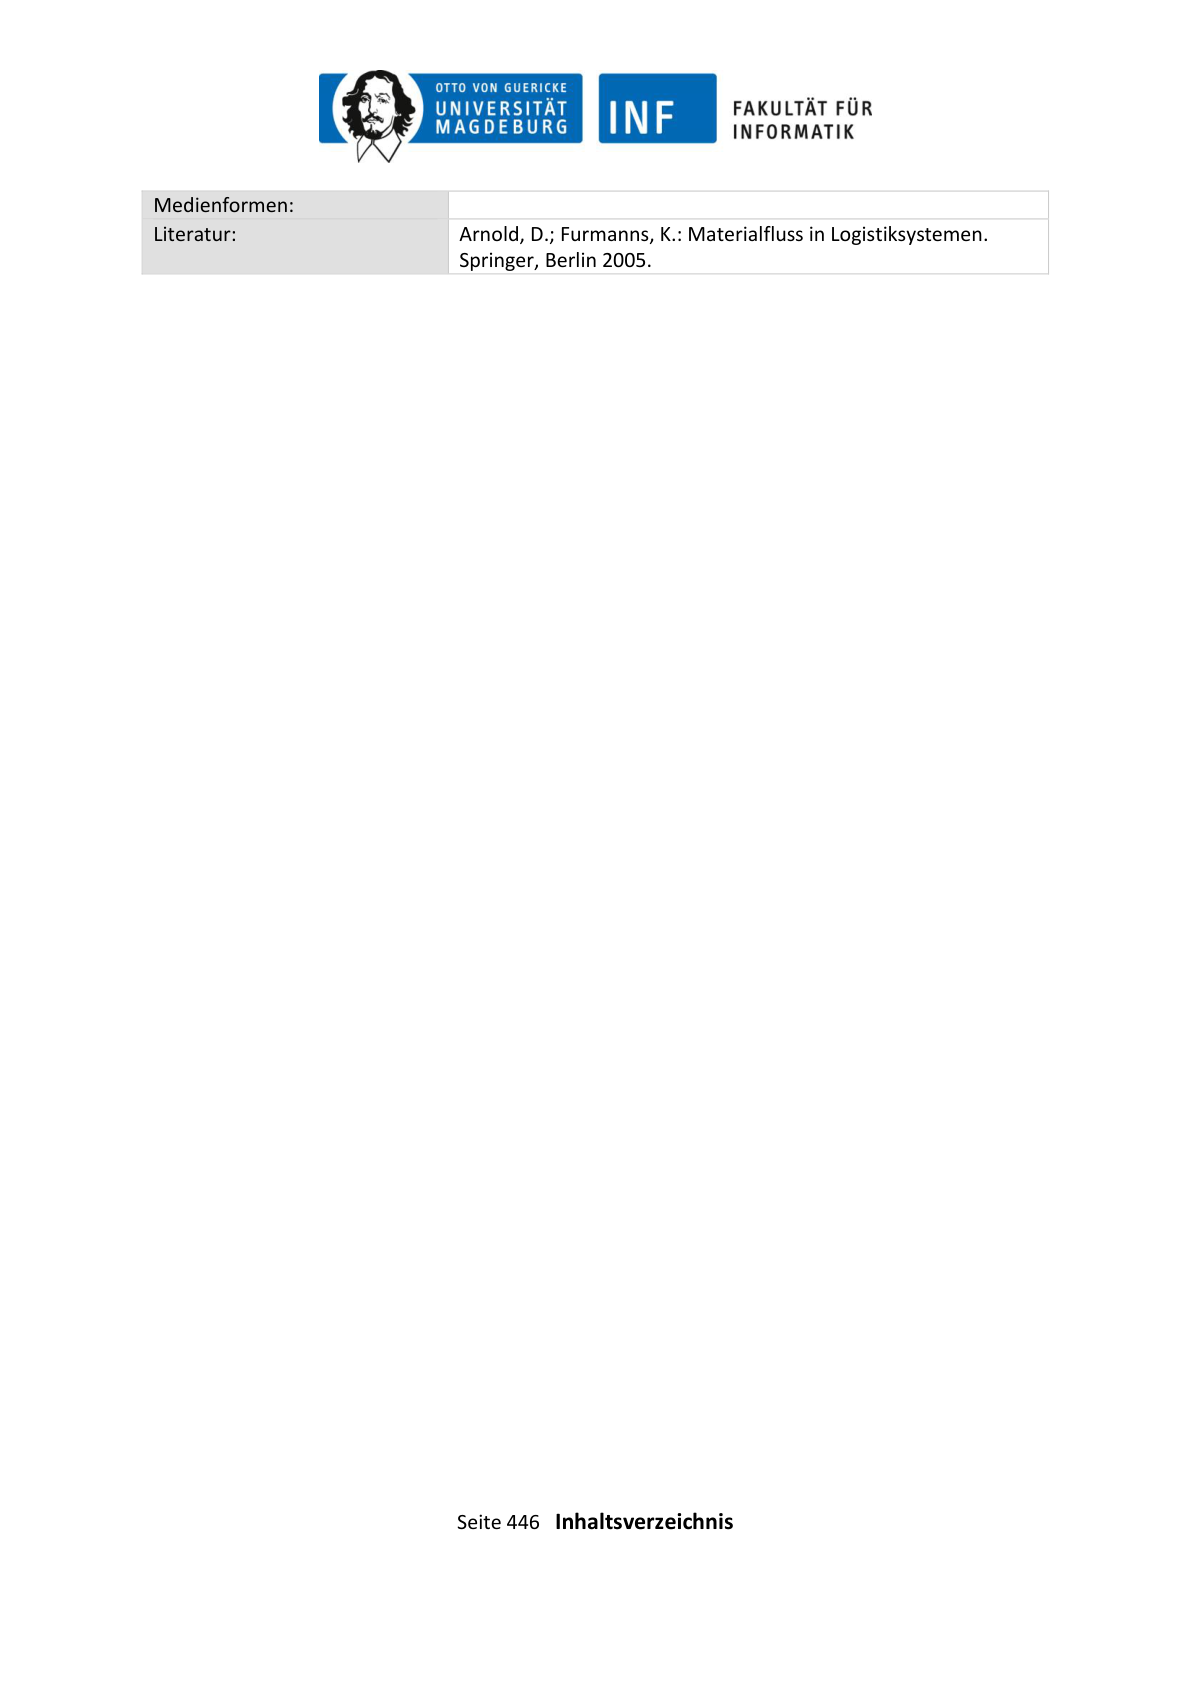 OTTO VON GUERICKE
UNIVERSITÄT
MAGDEBURG
INF
FAKULTÄT FÜR
INFORMATIK
Medienformen:
Literatur:
Arnold, D.; Furmanns, K.: Materialfluss in Logistiksystemen.
Springer, Berlin 2005.
Seite 446 Inhaltsverzeichnis